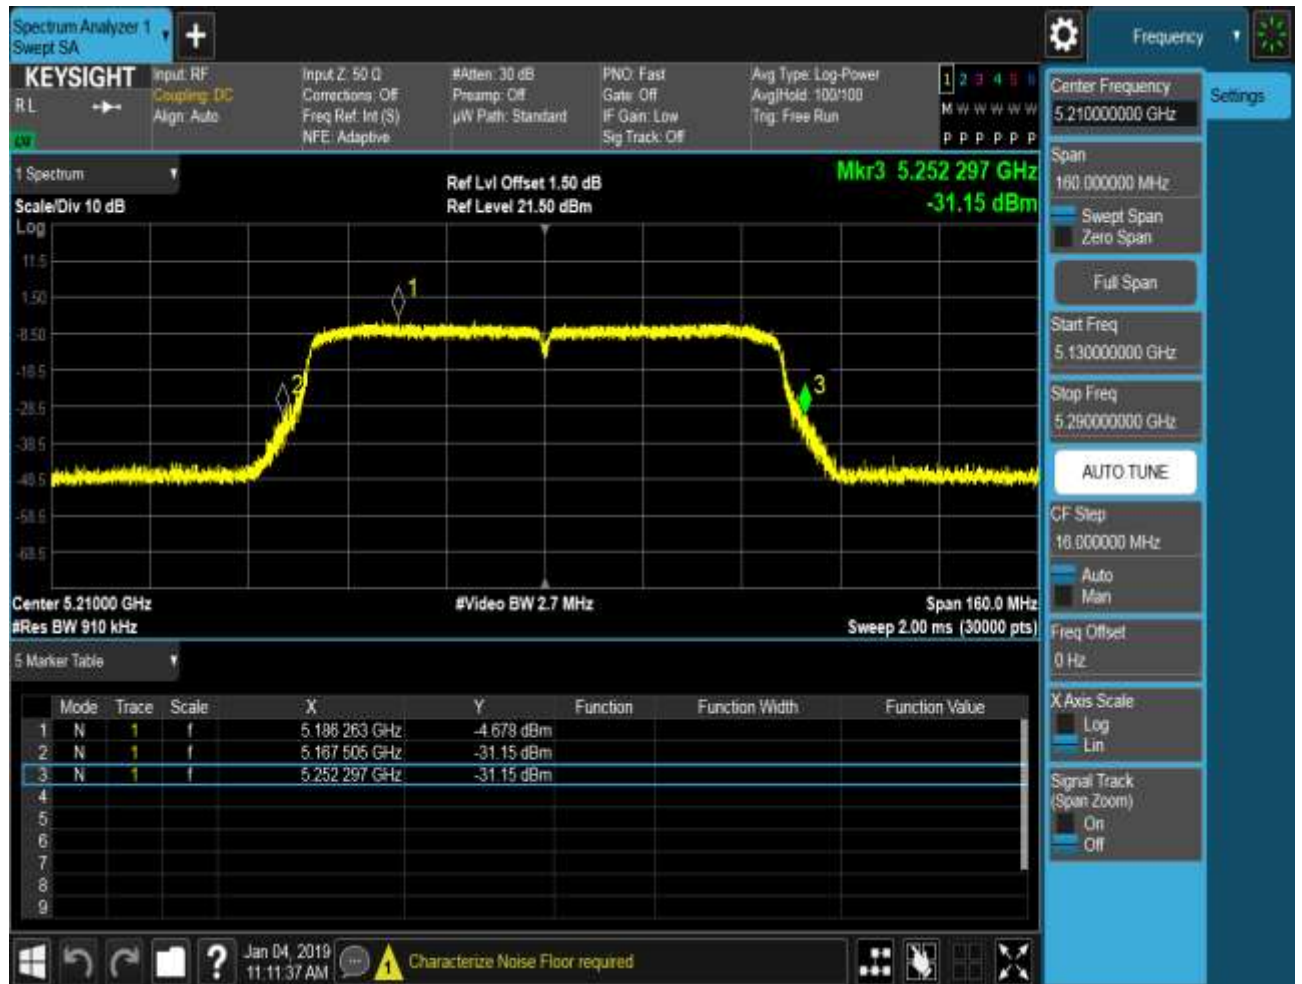 Spectrum Analyzer 1
Swept SA
Frequency
KEYSIGHT
R L
Input: RF
Coupling: DC
Align: Auto
Input Z: 50 Ω
Corrections: Off
Freq Ref: Int (S)
NFE: Adaptive
#Atten: 30 dB
Preamp: Off
µW Path: Standard
PNO: Fast
Gate: Off
IF Gain: Low
Sig Track: Off
Avg Type: Log-Power
Avg|Hold: 100/100
Trig: Free Run
1 2 3 4 5 6
M W W W W W
P P P P P P
1 Spectrum
Scale/Div 10 dB
Ref Lvl Offset 1.50 dB
Ref Level 21.50 dBm
Mkr3 5.252 297 GHz
-31.15 dBm
Log
11.5
1.50
-8.50
-18.5
-28.5
-38.5
-48.5
-58.5
-68.5
1
2
3
Center 5.21000 GHz
#Video BW 2.7 MHz
Span 160.0 MHz
#Res BW 910 kHz
Sweep 2.00 ms (30000 pts)
5 Marker Table
Mode Trace Scale X Y Function Function Width Function Value
1 N 1 f 5.186 263 GHz -4.678 dBm
2 N 1 f 5.167 505 GHz -31.15 dBm
3 N 1 f 5.252 297 GHz -31.15 dBm
4
5
6
7
8
9
Jan 04, 2019
11:11:37 AM
?
1
Characterize Noise Floor required
Center Frequency
5.210000000 GHz
Settings
Span
160.000000 MHz
Swept Span
Zero Span
Full Span
Start Freq
5.130000000 GHz
Stop Freq
5.290000000 GHz
AUTO TUNE
CF Step
16.000000 MHz
Auto
Man
Freq Offset
0 Hz
X Axis Scale
Log
Lin
Signal Track
(Span Zoom)
On
Off